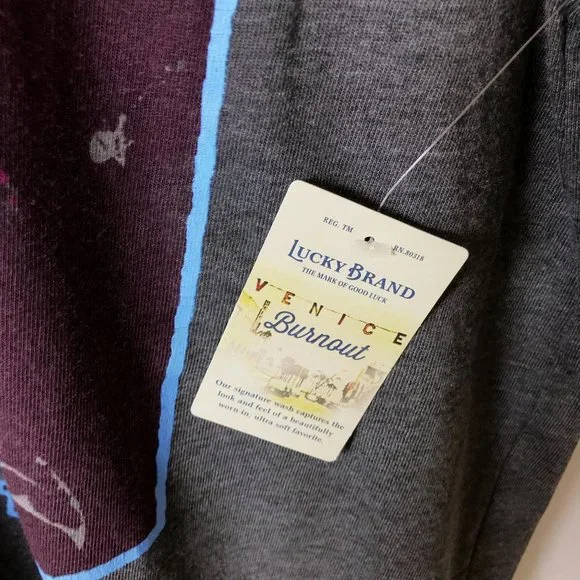 REG. TM RN.80318
LUCKY BRAND
THE MARK OF GOOD LUCK
VENICE
Burnout
Our signature wash captures the
look and feel of a beautifully
worn-in, ultra soft favorite.